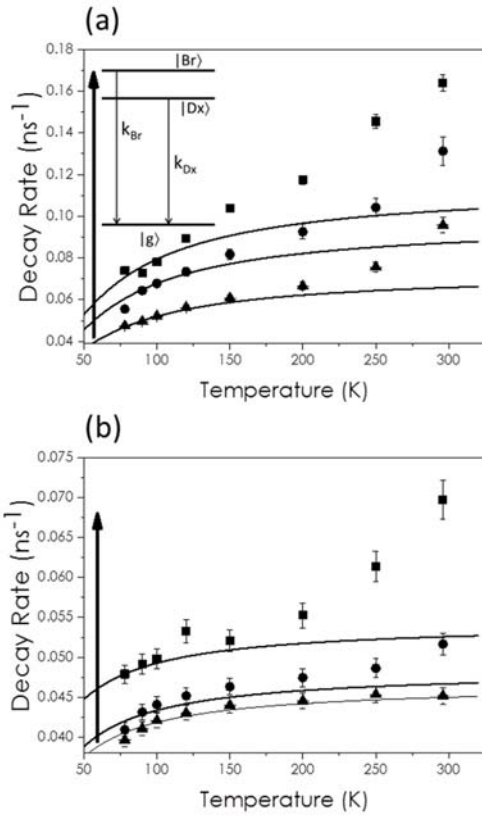 (a)
0.18
0.16
0.14
0.12
0.10
0.08
0.06
0.04
Decay Rate (ns⁻¹)
|Br⟩
|Dx⟩
k_Br
k_Dx
|g⟩
50 100 150 200 250 300
Temperature (K)
(b)
0.075
0.070
0.065
0.060
0.055
0.050
0.045
0.040
Decay Rate (ns⁻¹)
50 100 150 200 250 300
Temperature (K)